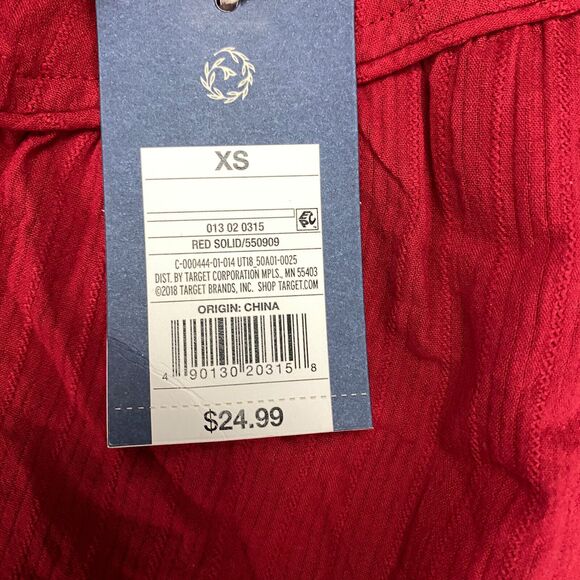 XS
013 02 0315
RED SOLID/550909
C-000444-01-014 UT18_50A01-0025
DIST. BY TARGET CORPORATION MPLS., MN 55403
©2018 TARGET BRANDS, INC. SHOP TARGET.COM
ORIGIN: CHINA
4 90130 20315 8
$24.99